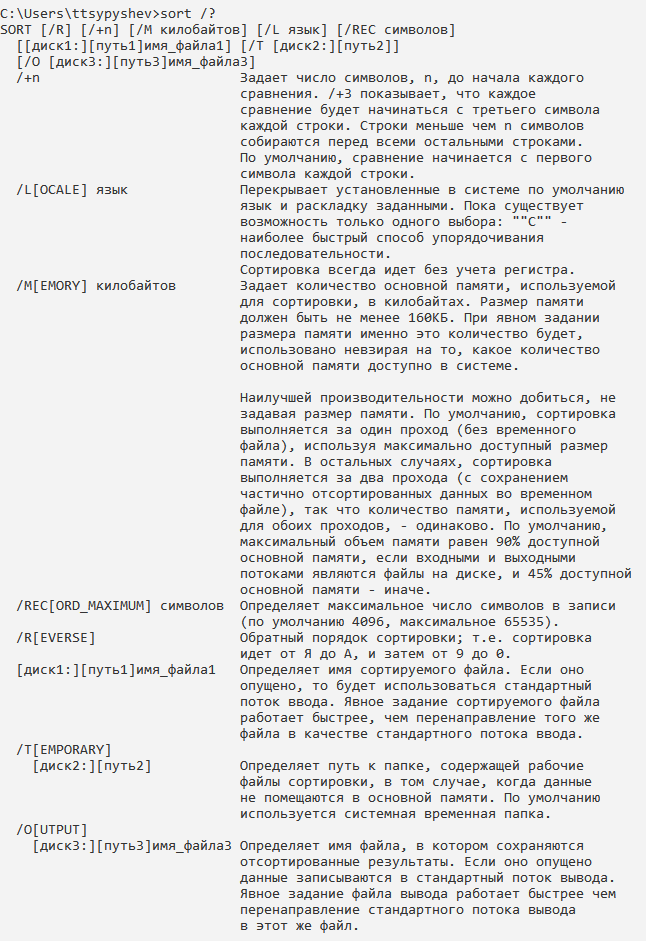 C:\Users\ttsypyshev>sort /?
SORT [/R] [/+n] [/M килобайтов] [/L язык] [/REC символов]
[[диск1:][путь1]имя_файла1] [/T [диск2:][путь2]]
[/O [диск3:][путь3]имя_файла3]
/+n Задает число символов, n, до начала каждого
сравнения. /+3 показывает, что каждое
сравнение будет начинаться с третьего символа
каждой строки. Строки меньше чем n символов
собираются перед всеми остальными строками.
По умолчанию, сравнение начинается с первого
символа каждой строки.
/L[OCALE] язык Перекрывает установленные в системе по умолчанию
язык и раскладку заданными. Пока существует
возможность только одного выбора: ""C"" -
наиболее быстрый способ упорядочивания
последовательности.
Сортировка всегда идет без учета регистра.
/M[EMORY] килобайтов Задает количество основной памяти, используемой
для сортировки, в килобайтах. Размер памяти
должен быть не менее 160КБ. При явном задании
размера памяти именно это количество будет,
использовано невзирая на то, какое количество
основной памяти доступно в системе.
Наилучшей производительности можно добиться, не
задавая размер памяти. По умолчанию, сортировка
выполняется за один проход (без временного
файла), используя максимально доступный размер
памяти. В остальных случаях, сортировка
выполняется за два прохода (с сохранением
частично отсортированных данных во временном
файле), так что количество памяти, используемой
для обоих проходов, - одинаково. По умолчанию,
максимальный объем памяти равен 90% доступной
основной памяти, если входными и выходными
потоками являются файлы на диске, и 45% доступной
основной памяти - иначе.
/REC[ORD_MAXIMUM] символов Определяет максимальное число символов в записи
(по умолчанию 4096, максимальное 65535).
/R[EVERSE] Обратный порядок сортировки; т.е. сортировка
идет от Я до А, и затем от 9 до 0.
[диск1:][путь1]имя_файла1 Определяет имя сортируемого файла. Если оно
опущено, то будет использоваться стандартный
поток ввода. Явное задание сортируемого файла
работает быстрее, чем перенаправление того же
файла в качестве стандартного потока ввода.
/T[EMPORARY]
[диск2:][путь2] Определяет путь к папке, содержащей рабочие
файлы сортировки, в том случае, когда данные
не помещаются в основной памяти. По умолчанию
используется системная временная папка.
/O[UTPUT]
[диск3:][путь3]имя_файла3 Определяет имя файла, в котором сохраняются
отсортированные результаты. Если оно опущено
данные записываются в стандартный поток вывода.
Явное задание файла вывода работает быстрее чем
перенаправление стандартного потока вывода
в этот же файл.